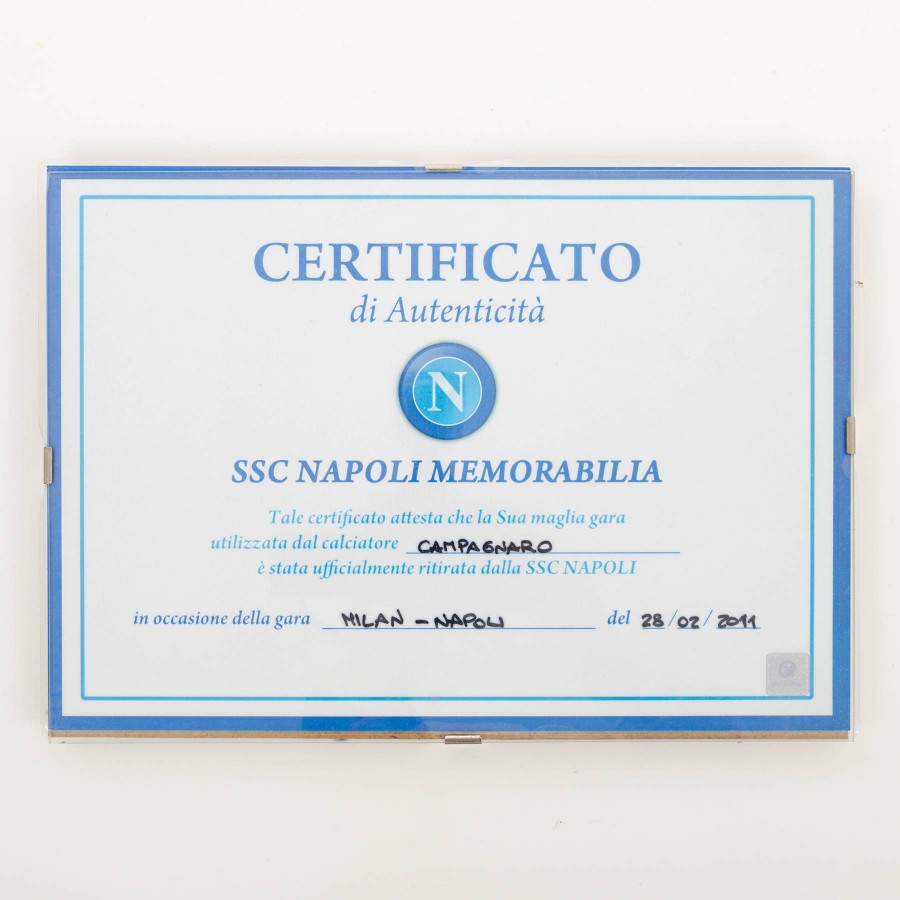 CERTIFICATO
di Autenticità
N
SSC NAPOLI MEMORABILIA
Tale certificato attesta che la Sua maglia gara
utilizzata dal calciatore CAMPAGNARO
è stata ufficialmente ritirata dalla SSC NAPOLI
in occasione della gara MILAN - NAPOLI del 28/02/2011